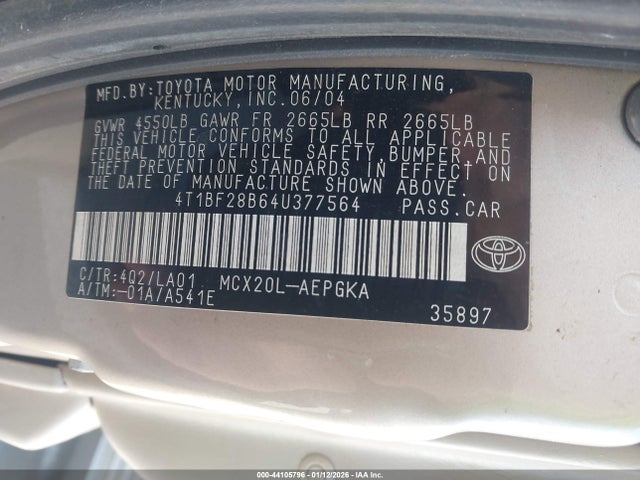 MFD.BY:TOYOTA MOTOR MANUFACTURING,
KENTUCKY,INC.06/04
GVWR 4550LB GAWR FR 2665LB RR 2665LB
THIS VEHICLE CONFORMS TO ALL APPLICABLE
FEDERAL MOTOR VEHICLE SAFETY,BUMPER,AND
THEFT PREVENTION STANDARDS IN EFFECT ON
THE DATE OF MANUFACTURE SHOWN ABOVE.
4T1BF28B64U377564 PASS.CAR
C/TR:4Q2/LA01 MCX20L-AEPGKA
A/TM:-01A/A541E
35897
000-44105796 - 01/12/2026 - IAAI.COM